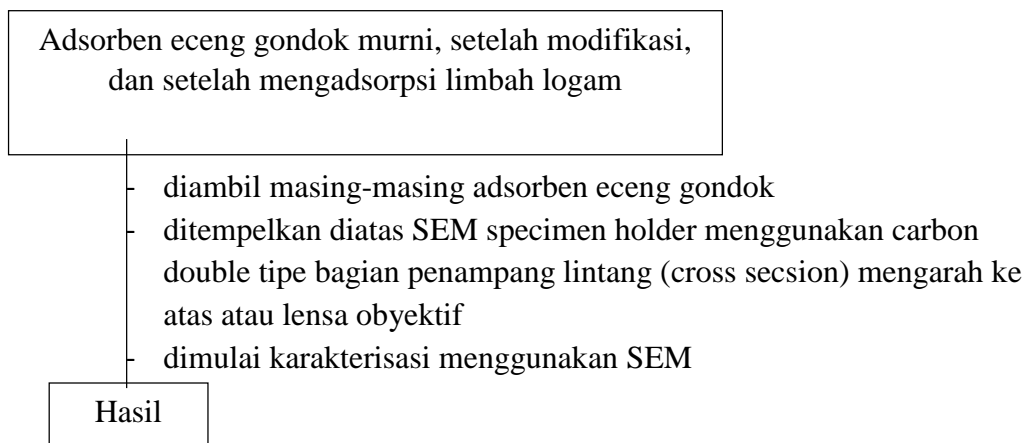 Adsorben eceng gondok murni, setelah modifikasi,
dan setelah mengadsorpsi limbah logam
- diambil masing-masing adsorben eceng gondok
- ditempelkan diatas SEM specimen holder menggunakan carbon
double tipe bagian penampang lintang (cross secsion) mengarah ke
atas atau lensa obyektif
- dimulai karakterisasi menggunakan SEM
Hasil